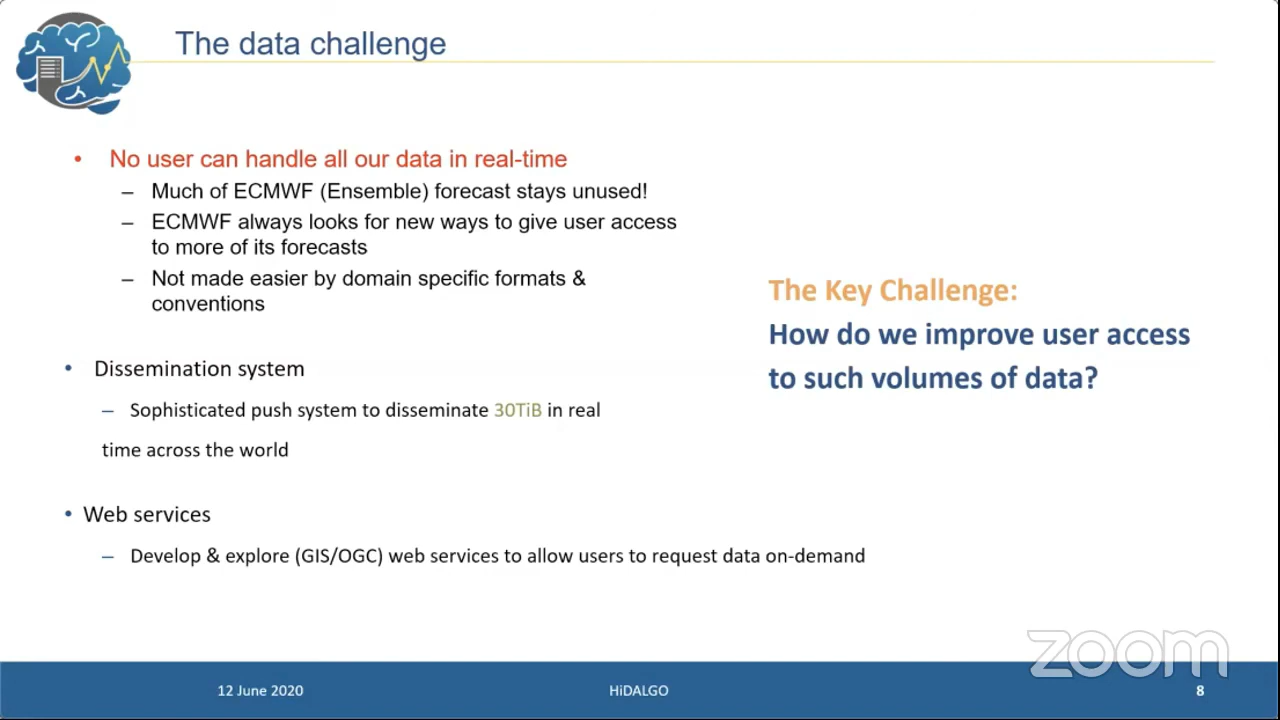 The data challenge
• No user can handle all our data in real-time
– Much of ECMWF (Ensemble) forecast stays unused!
– ECMWF always looks for new ways to give user access
to more of its forecasts
– Not made easier by domain specific formats &
conventions
The Key Challenge:
How do we improve user access
to such volumes of data?
• Dissemination system
– Sophisticated push system to disseminate 30TiB in real
time across the world
• Web services
– Develop & explore (GIS/OGC) web services to allow users to request data on-demand
zoom
12 June 2020
HiDALGO
8